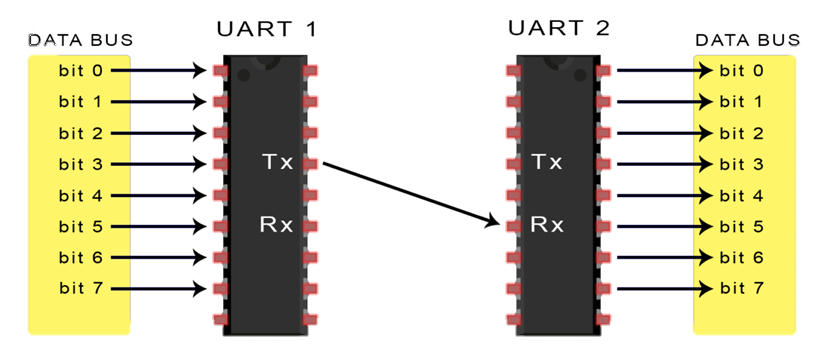 UART 1
UART 2
DATA BUS
DATA BUS
bit 0
bit 1
bit 2
bit 3
bit 4
bit 5
bit 6
bit 7
Tx
Rx
Tx
Rx
bit 0
bit 1
bit 2
bit 3
bit 4
bit 5
bit 6
bit 7